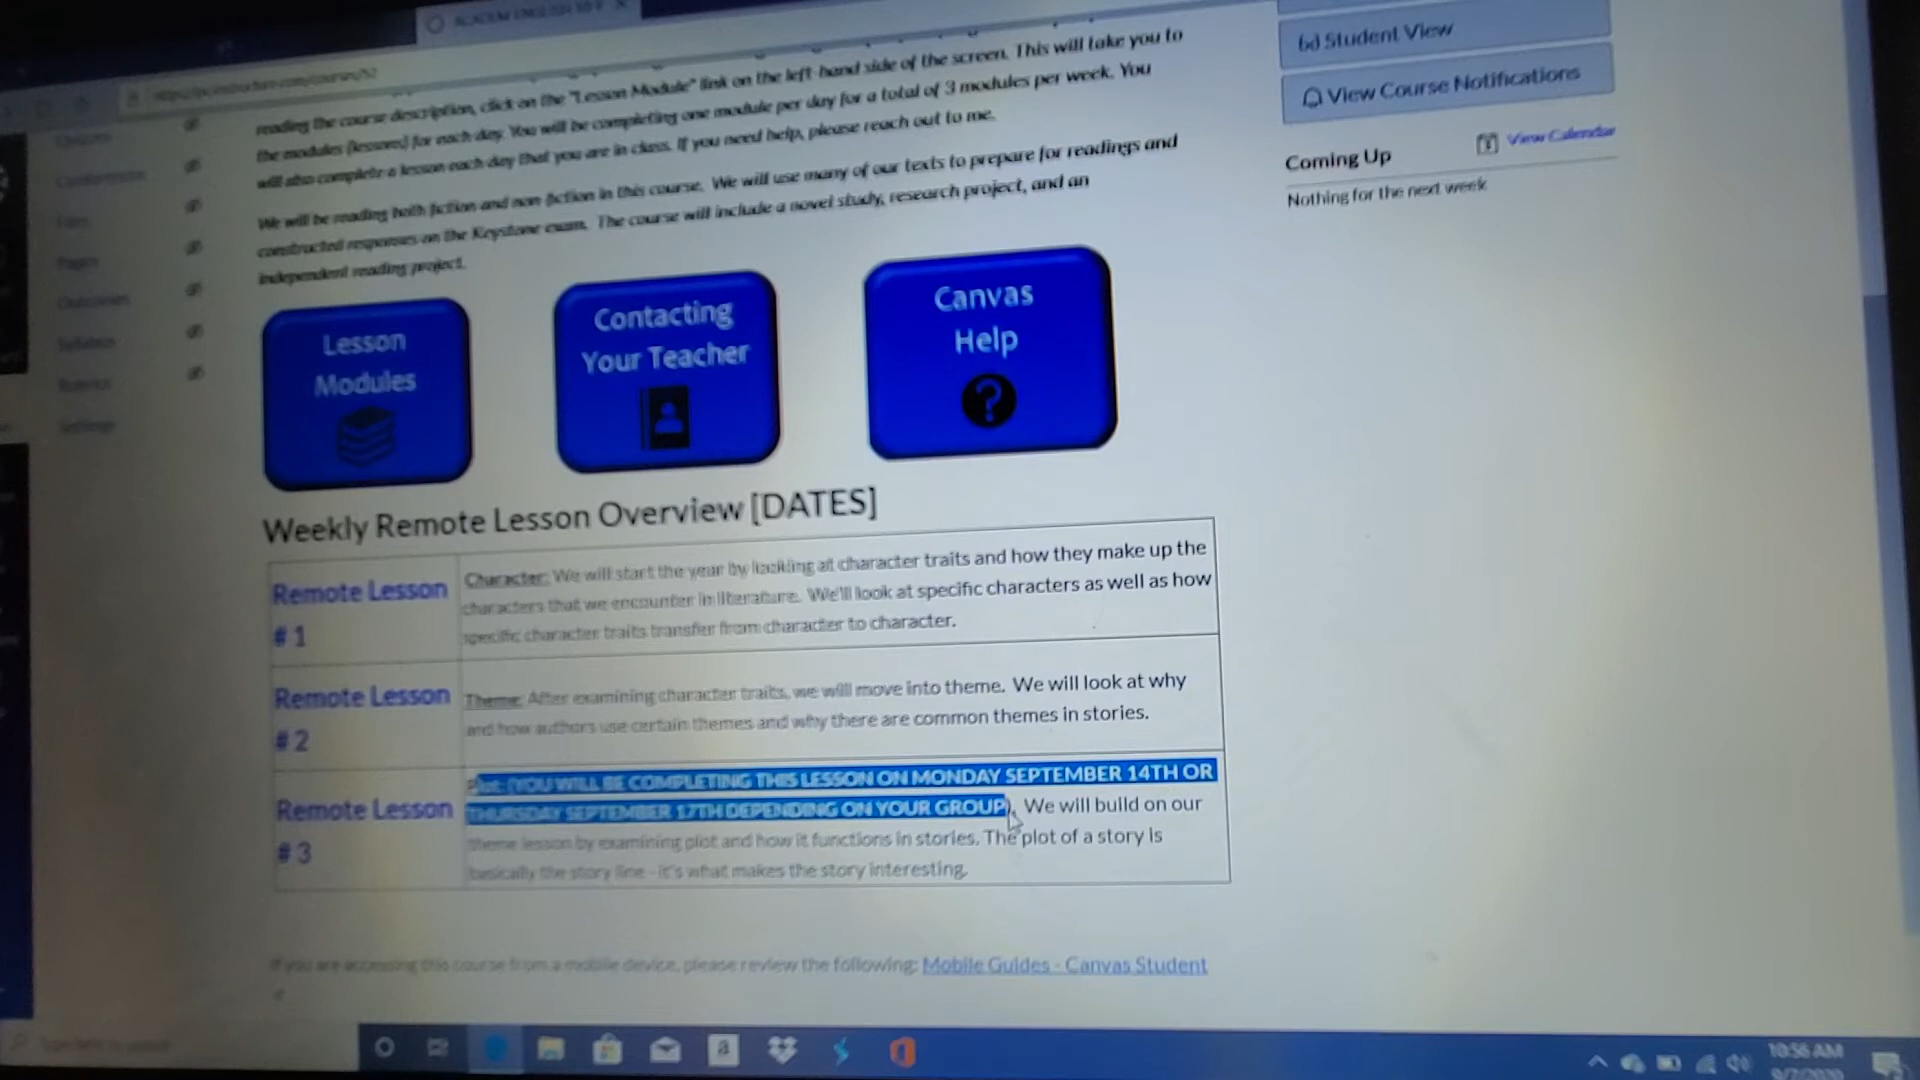 reading the course description, click on the "Lesson Module" link on the left-hand side of the screen. This will take you to
the modules (lessons) for each day. You will be completing one module per day for a total of 3 modules per week. You
will also complete a lesson each day that you are in class. If you need help, please reach out to me.
We will be reading both fiction and non-fiction in this course. We will use many of our texts to prepare for readings and
constructed responses on the Keystone exam. The course will include a novel study, research project, and an
independent reading project.
Student View
View Course Notifications
Coming Up
View Calendar
Nothing for the next week
Conferences
Files
Pages
Outcomes
Syllabus
Rubrics
Settings
Lesson
Modules
Contacting
Your Teacher
Canvas
Help
?
Weekly Remote Lesson Overview [DATES]
Remote Lesson
# 1
Character: We will start the year by looking at character traits and how they make up the
characters that we encounter in literature. We'll look at specific characters as well as how
specific character traits transfer from character to character.
Remote Lesson
# 2
Theme: After examining character traits, we will move into theme. We will look at why
and how authors use certain themes and why there are common themes in stories.
Remote Lesson
# 3
Plot: (YOU WILL BE COMPLETING THIS LESSON ON MONDAY SEPTEMBER 14TH OR
THURSDAY SEPTEMBER 17TH DEPENDING ON YOUR GROUP). We will build on our
theme lesson by examining plot and how it functions in stories. The plot of a story is
basically the story line - it's what makes the story interesting.
If you are accessing this course from a mobile device, please review the following: Mobile Guides - Canvas Student
Type here to search
a
10:56 AM
9/7/2020